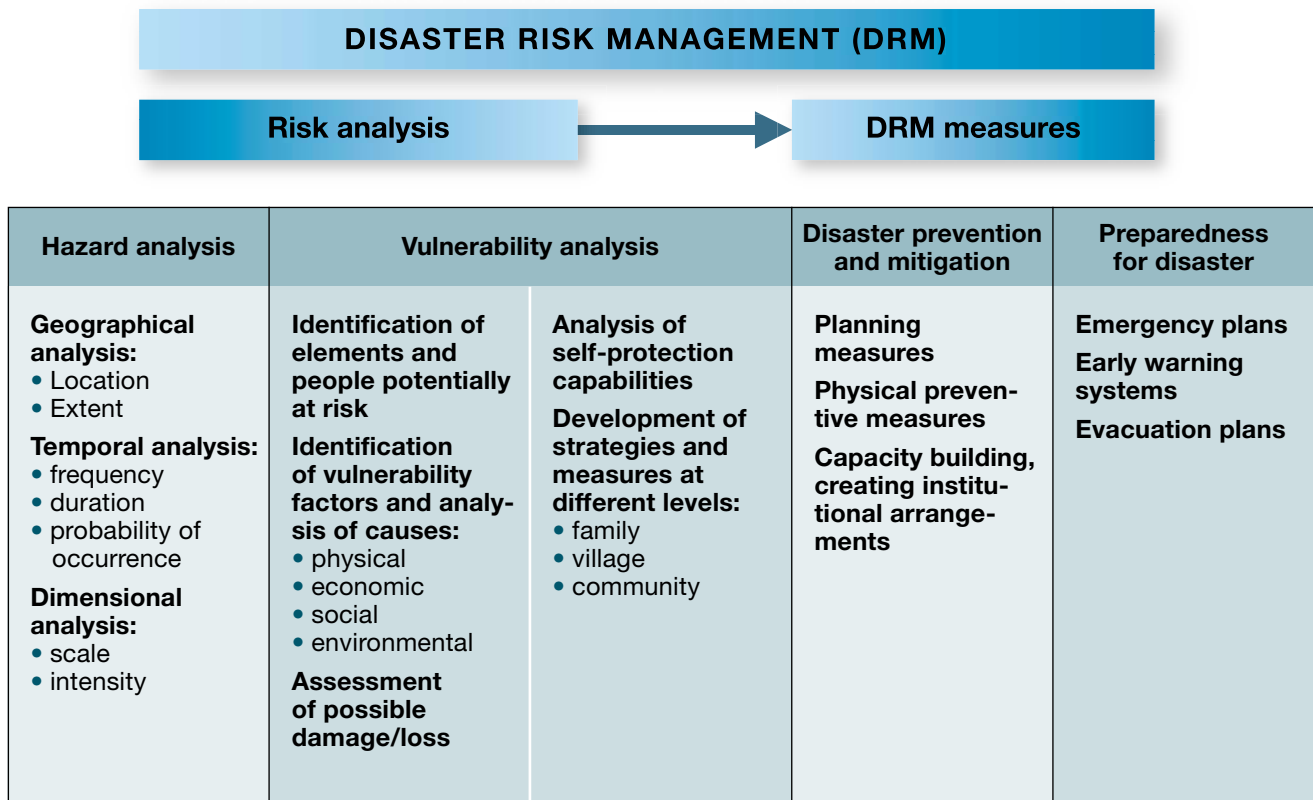 DISASTER RISK MANAGEMENT (DRM)
Risk analysis
DRM measures
Hazard analysis
Vulnerability analysis
Disaster prevention
and mitigation
Preparedness
for disaster
Geographical
analysis:
• Location
• Extent
Temporal analysis:
• frequency
• duration
• probability of
occurrence
Dimensional
analysis:
• scale
• intensity
Identification of
elements and
people potentially
at risk
Identification
of vulnerability
factors and analy-
sis of causes:
• physical
• economic
• social
• environmental
Assessment
of possible
damage/loss
Analysis of
self-protection
capabilities
Development of
strategies and
measures at
different levels:
• family
• village
• community
Planning
measures
Physical preven-
tive measures
Capacity building,
creating institu-
tional arrange-
ments
Emergency plans
Early warning
systems
Evacuation plans